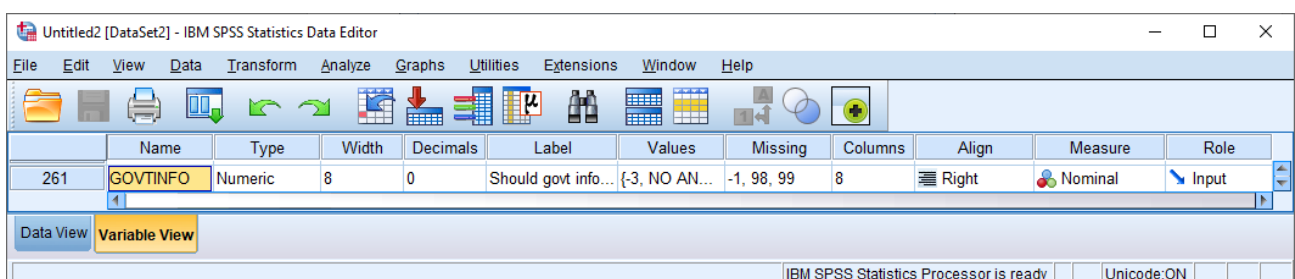 Untitled2 [DataSet2] - IBM SPSS Statistics Data Editor
File Edit View Data Transform Analyze Graphs Utilities Extensions Window Help
Name Type Width Decimals Label Values Missing Columns Align Measure Role
261 GOVTINFO Numeric 8 0 Should govt info... {-3, NO AN... -1, 98, 99 8 Right Nominal Input
Data View Variable View
IBM SPSS Statistics Processor is ready Unicode:ON